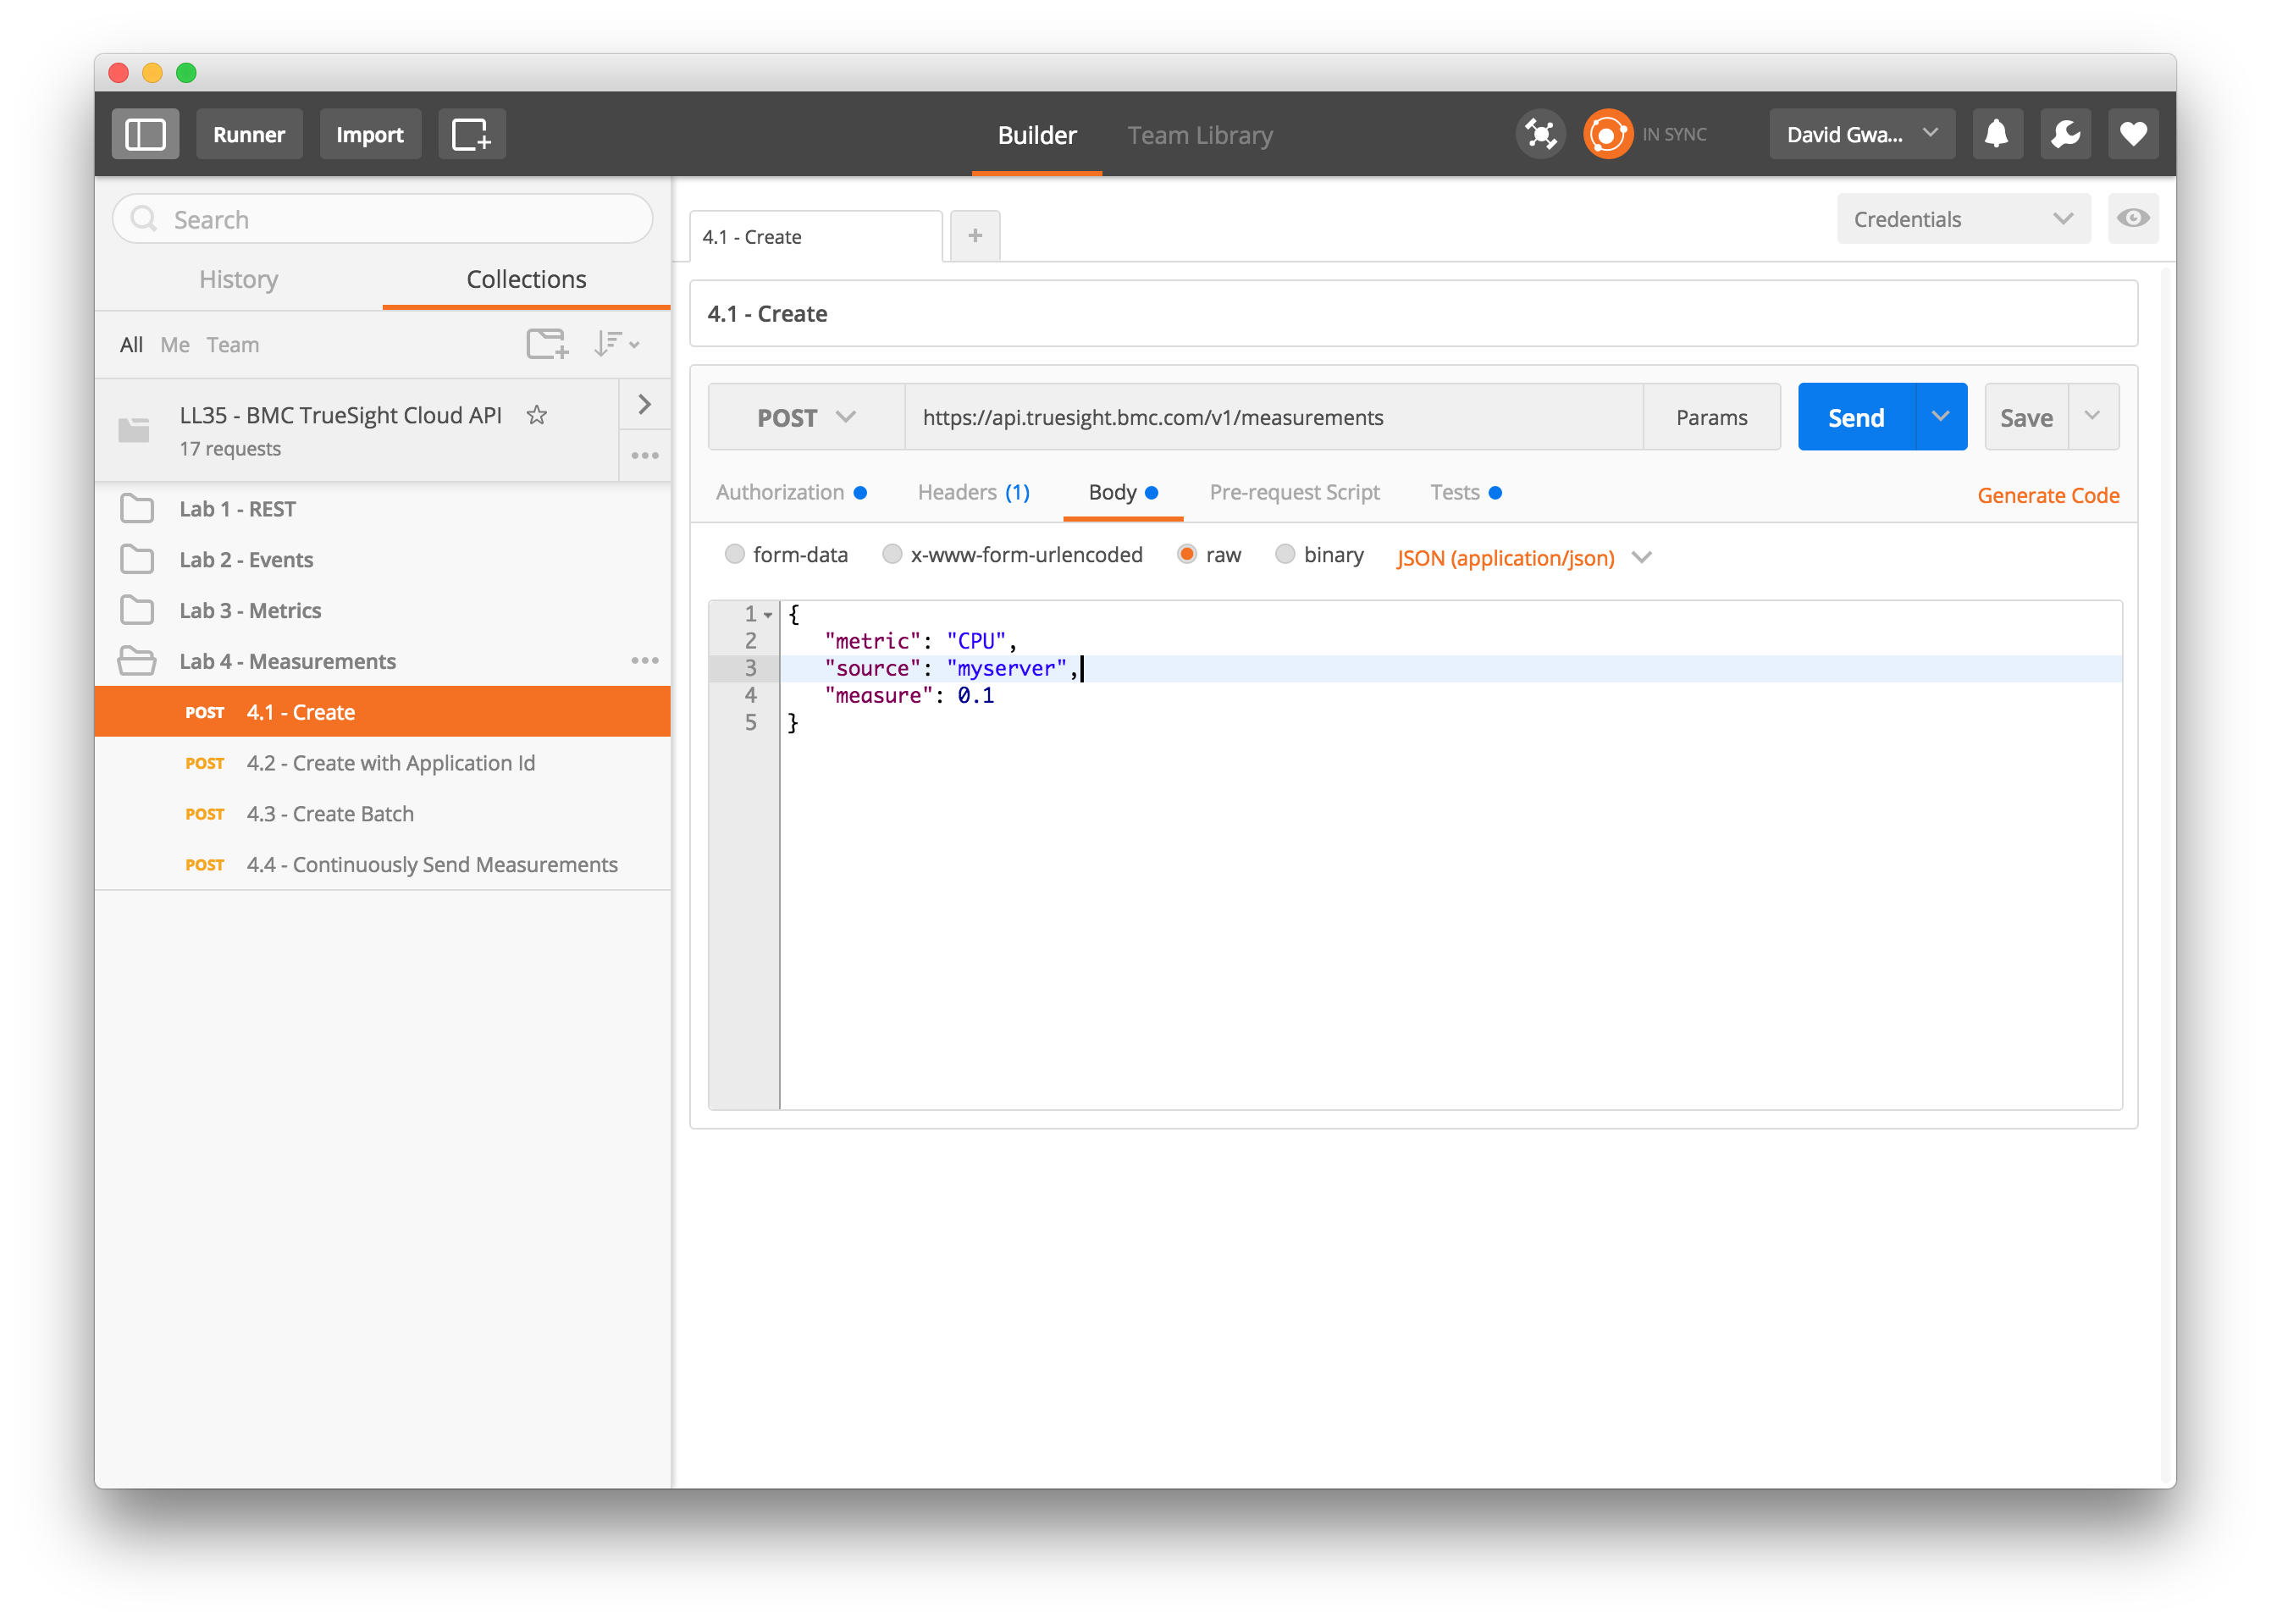 Runner
Import
Builder
Team Library
IN SYNC
David Gwa...
Search
History
Collections
All Me Team
LL35 - BMC TrueSight Cloud API
17 requests
Lab 1 - REST
Lab 2 - Events
Lab 3 - Metrics
Lab 4 - Measurements
POST 4.1 - Create
POST 4.2 - Create with Application Id
POST 4.3 - Create Batch
POST 4.4 - Continuously Send Measurements
4.1 - Create
+
Credentials
4.1 - Create
POST
https://api.truesight.bmc.com/v1/measurements
Params
Send
Save
Authorization
Headers (1)
Body
Pre-request Script
Tests
Generate Code
form-data
x-www-form-urlencoded
raw
binary
JSON (application/json)
1 {
2 "metric": "CPU",
3 "source": "myserver",
4 "measure": 0.1
5 }